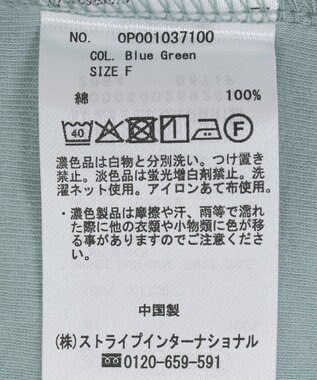 NO. 0P001037100
COL. Blue Green
SIZE F
綿 100%
40 F
濃色品は白物と分別洗い。つけ置き
禁止。淡色品は蛍光増白剤禁止。洗
濯ネット使用。アイロンあて布使用。
・濃色製品は摩擦や汗、雨等で濡れ
た際に他の衣類や小物類に色が移
る事がありますのでご注意くださ
い。
中国製
(株)ストライプインターナショナル
0120-659-591